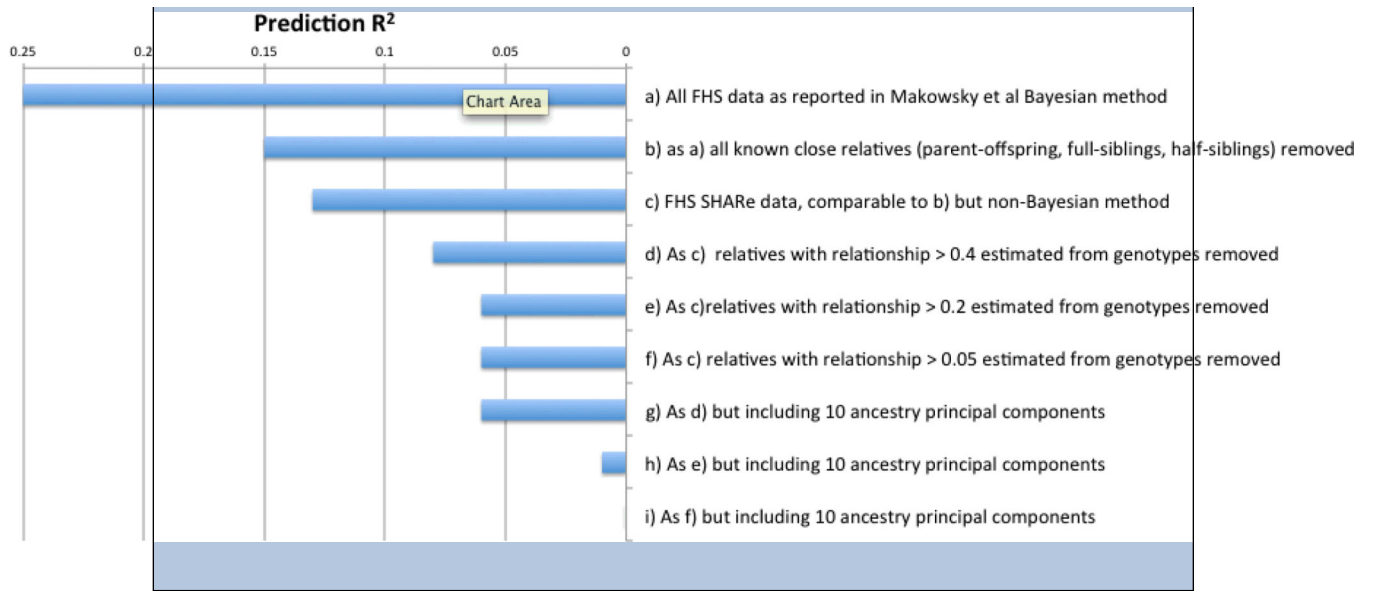 Prediction R²
0.25 0.2 0.15 0.1 0.05 0
Chart Area
a) All FHS data as reported in Makowsky et al Bayesian method
b) as a) all known close relatives (parent-offspring, full-siblings, half-siblings) removed
c) FHS SHARe data, comparable to b) but non-Bayesian method
d) As c)  relatives with relationship > 0.4 estimated from genotypes removed
e) As c)relatives with relationship > 0.2 estimated from genotypes removed
f) As c) relatives with relationship > 0.05 estimated from genotypes removed
g) As d) but including 10 ancestry principal components
h) As e) but including 10 ancestry principal components
i) As f) but including 10 ancestry principal components